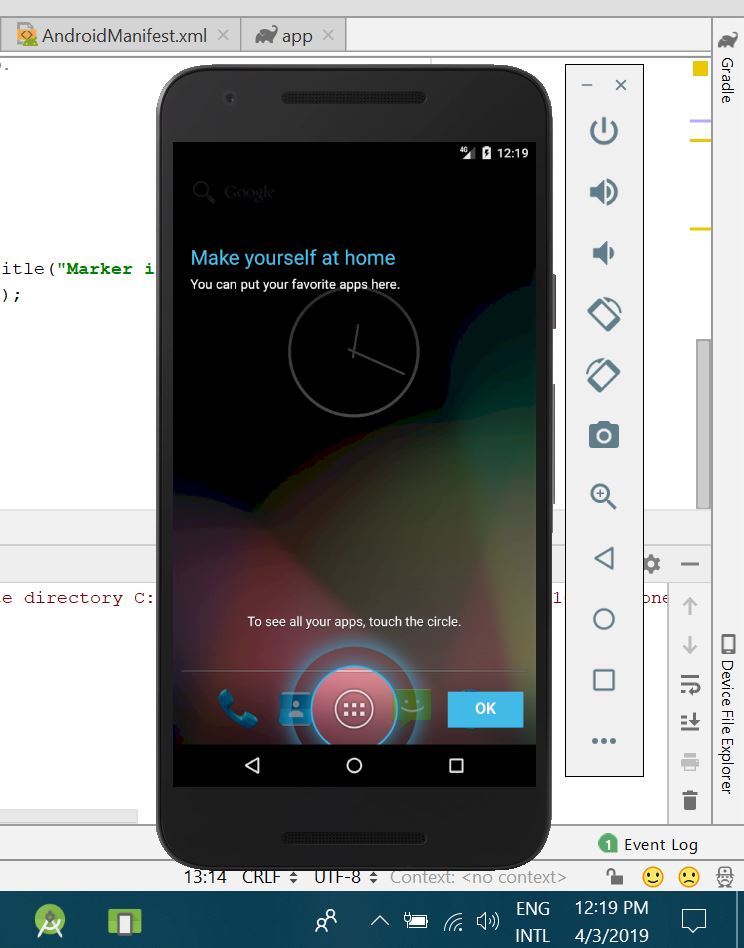 AndroidManifest.xml
app
Gradle
4G 12:19
Google
Make yourself at home
You can put your favorite apps here.
itle("Marker i
);
e directory C:
one
To see all your apps, touch the circle.
OK
Device File Explorer
1 Event Log
13:14 CRLF UTF-8 Context: <no context>
ENG 12:19 PM
INTL 4/3/2019